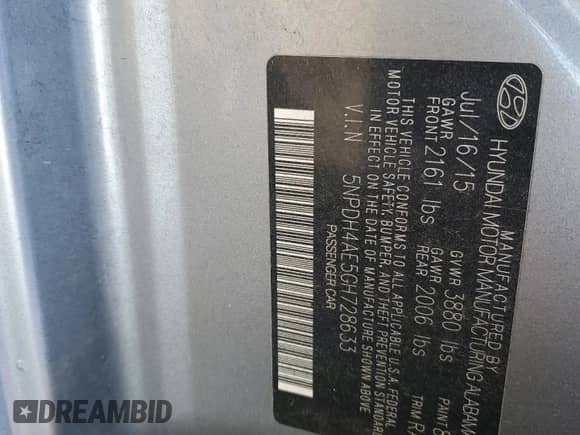 MANUFACTURED BY
HYUNDAI MOTOR MANUFACTURING ALABAMA
Jul/16/15 GVWR 3880 lbs PAINT
GAWR FRONT 2161 lbs GAWR REAR 2006 lbs TRIM
THIS VEHICLE CONFORMS TO ALL APPLICABLE U.S.A. FEDERAL
MOTOR VEHICLE SAFETY, BUMPER, AND THEFT PREVENTION STANDARDS
IN EFFECT ON THE DATE OF MANUFACTURE SHOWN ABOVE
V.I.N 5NPDH4AE5GH728633
PASSENGER CAR
DREAMBID